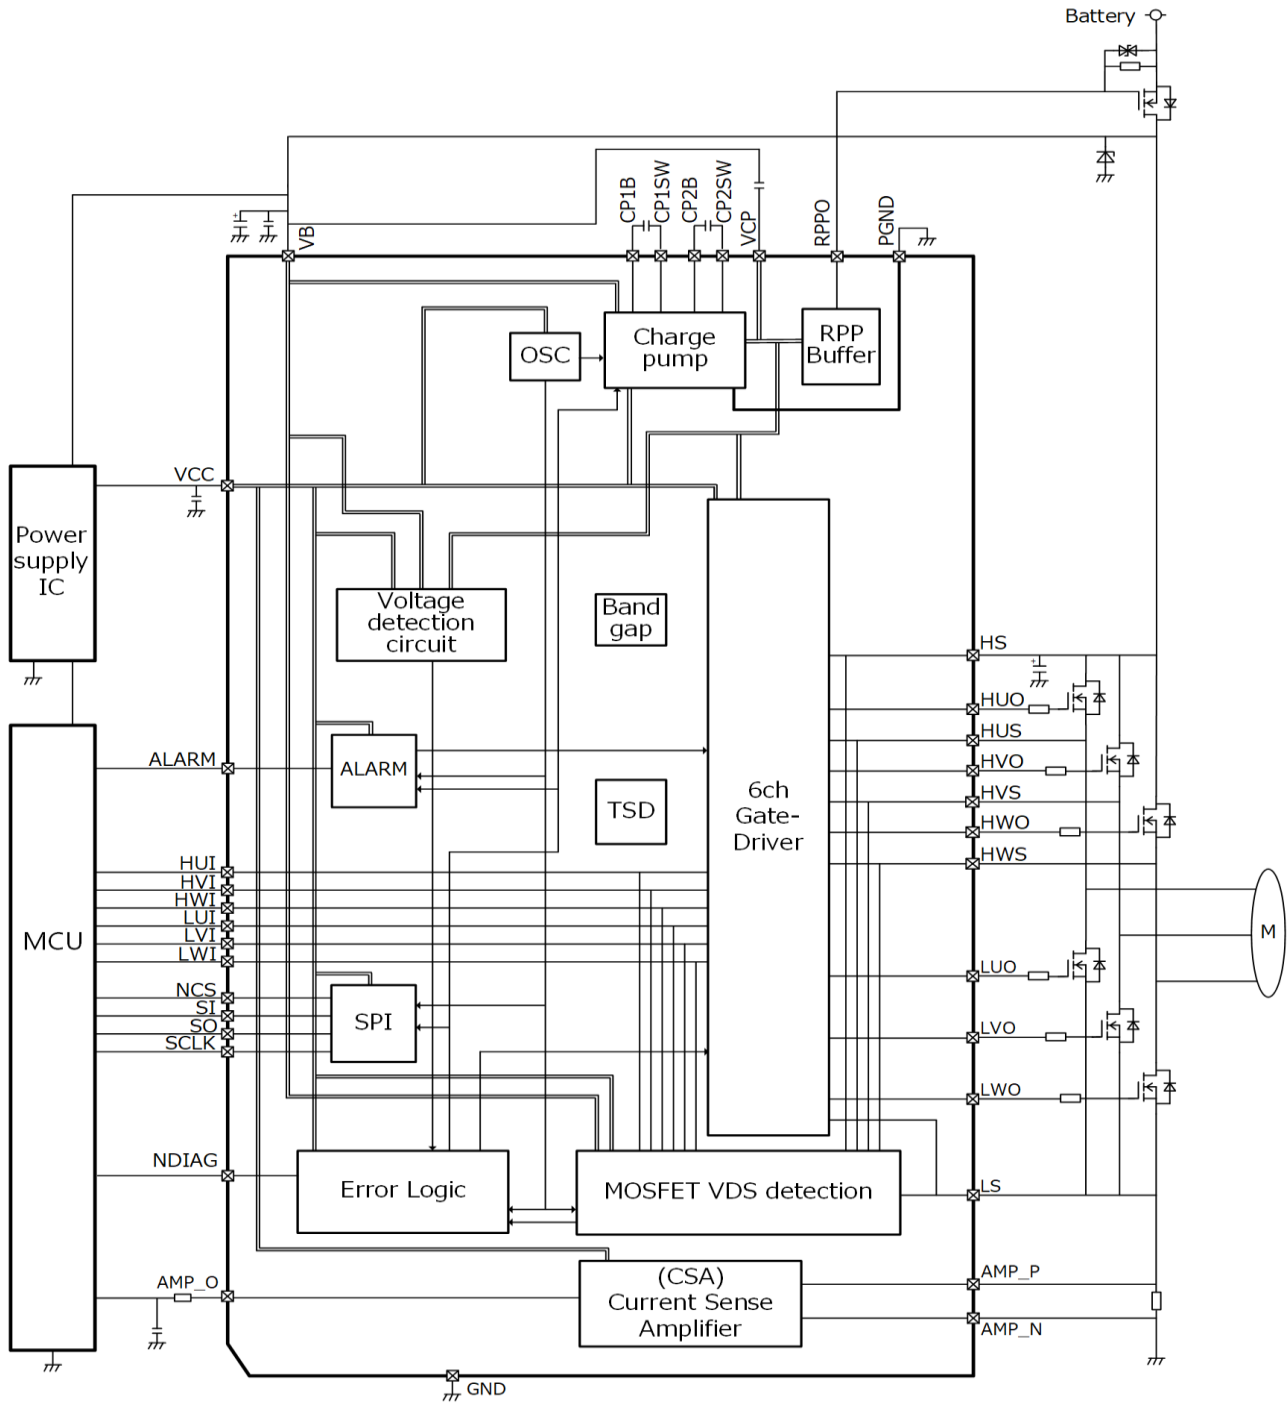 Battery
CP1B
CP1SW
CP2B
CP2SW
VCP
RPPO
PGND
VB
OSC
Charge
pump
RPP
Buffer
VCC
Power
supply
IC
Voltage
detection
circuit
Band
gap
HS
HUO
HUS
HVO
HVS
HWO
HWS
ALARM
ALARM
TSD
6ch
Gate-
Driver
HUI
HVI
HWI
LUI
LVI
LWI
MCU
M
NCS
SI
SO
SCLK
SPI
LUO
LVO
LWO
NDIAG
Error Logic
MOSFET VDS detection
LS
AMP_O
(CSA)
Current Sense
Amplifier
AMP_P
AMP_N
GND